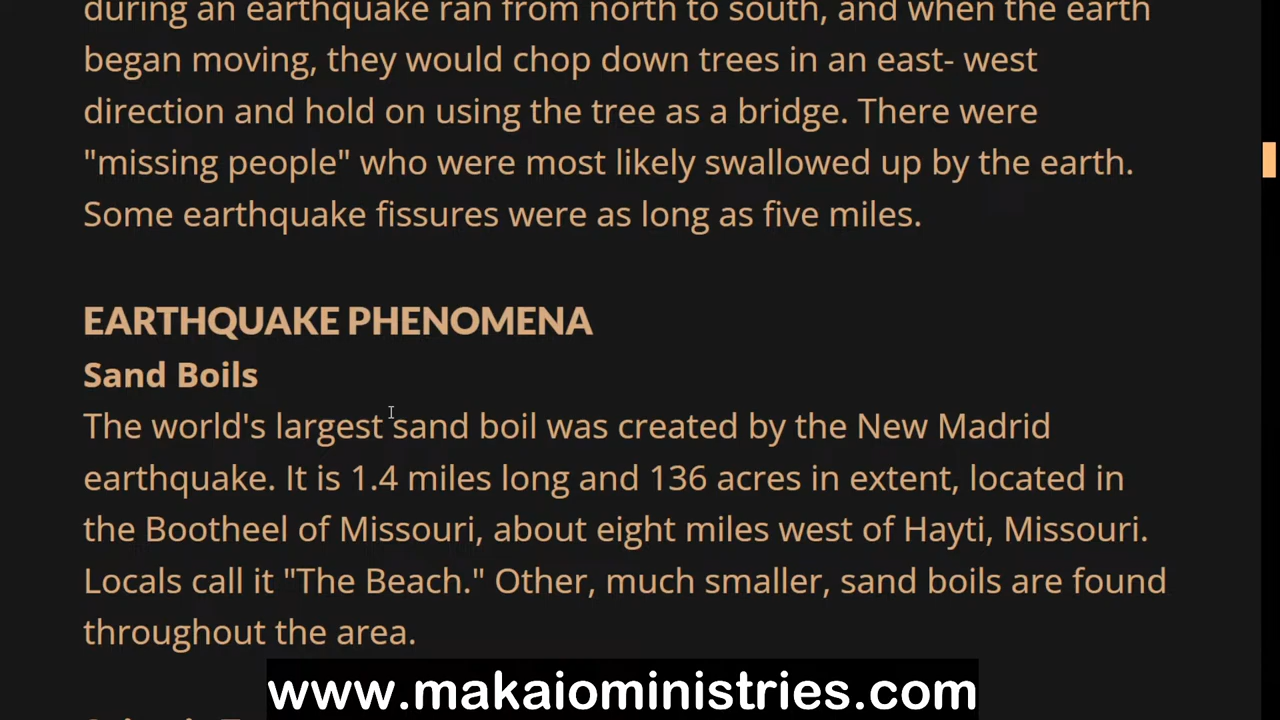 during an earthquake ran from north to south, and when the earth
began moving, they would chop down trees in an east- west
direction and hold on using the tree as a bridge. There were
"missing people" who were most likely swallowed up by the earth.
Some earthquake fissures were as long as five miles.
EARTHQUAKE PHENOMENA
Sand Boils
The world's largest sand boil was created by the New Madrid
earthquake. It is 1.4 miles long and 136 acres in extent, located in
the Bootheel of Missouri, about eight miles west of Hayti, Missouri.
Locals call it "The Beach." Other, much smaller, sand boils are found
throughout the area.
www.makaioministries.com